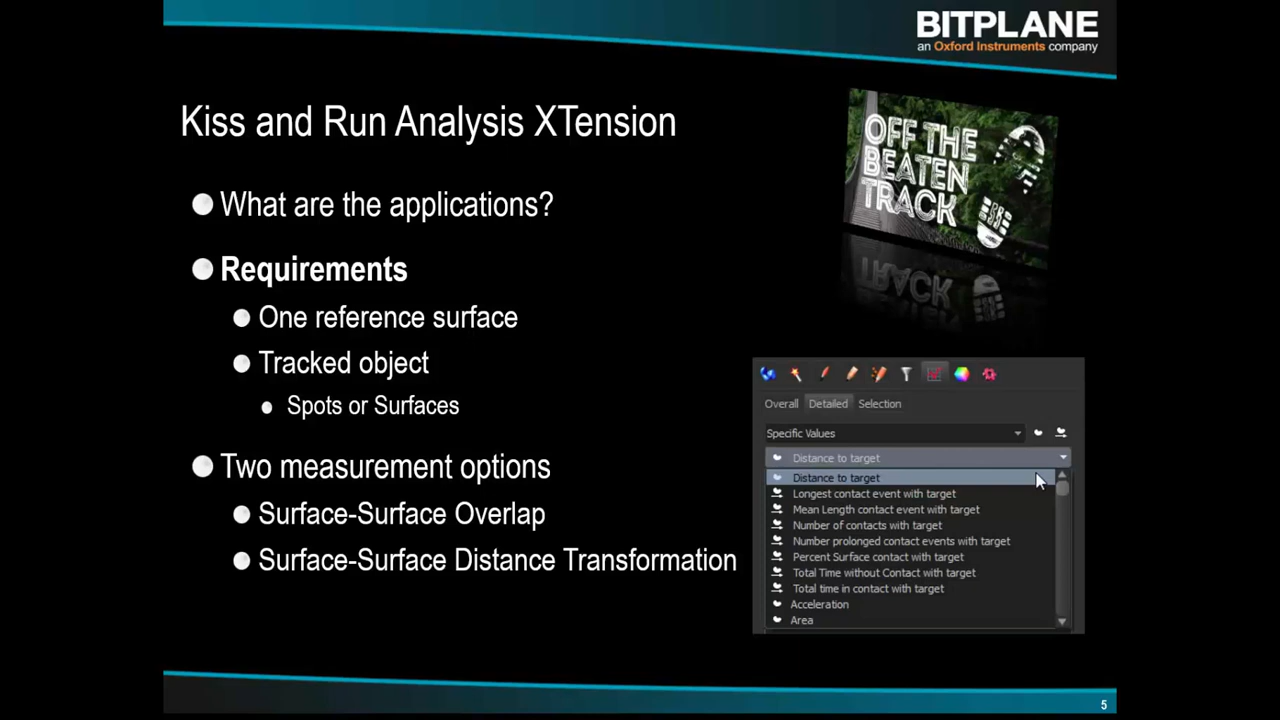 BITPLANE
an Oxford Instruments company
Kiss and Run Analysis XTension
OFF THE
BEATEN
TRACK
What are the applications?
Requirements
One reference surface
Tracked object
Spots or Surfaces
Two measurement options
Surface-Surface Overlap
Surface-Surface Distance Transformation
Overall Detailed Selection
Specific Values
Distance to target
Distance to target
Longest contact event with target
Mean Length contact event with target
Number of contacts with target
Number prolonged contact events with target
Percent Surface contact with target
Total Time without Contact with target
Total time in contact with target
Acceleration
Area
5